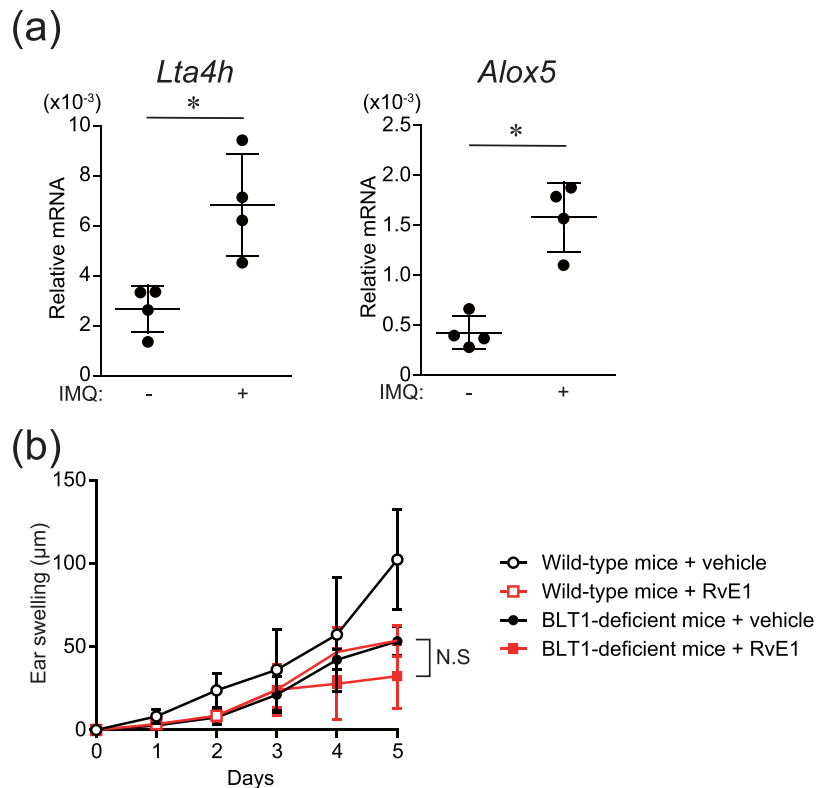 (a)
Lta4h
Alox5
(x10-3)
(x10-3)
*
*
Relative mRNA
10
8
6
4
2
0
Relative mRNA
2.5
2.0
1.5
1.0
0.5
0
IMQ: - +
IMQ: - +
(b)
Ear swelling (μm)
150
100
50
0
0 1 2 3 4 5
Days
Wild-type mice + vehicle
Wild-type mice + RvE1
BLT1-deficient mice + vehicle
BLT1-deficient mice + RvE1
N.S